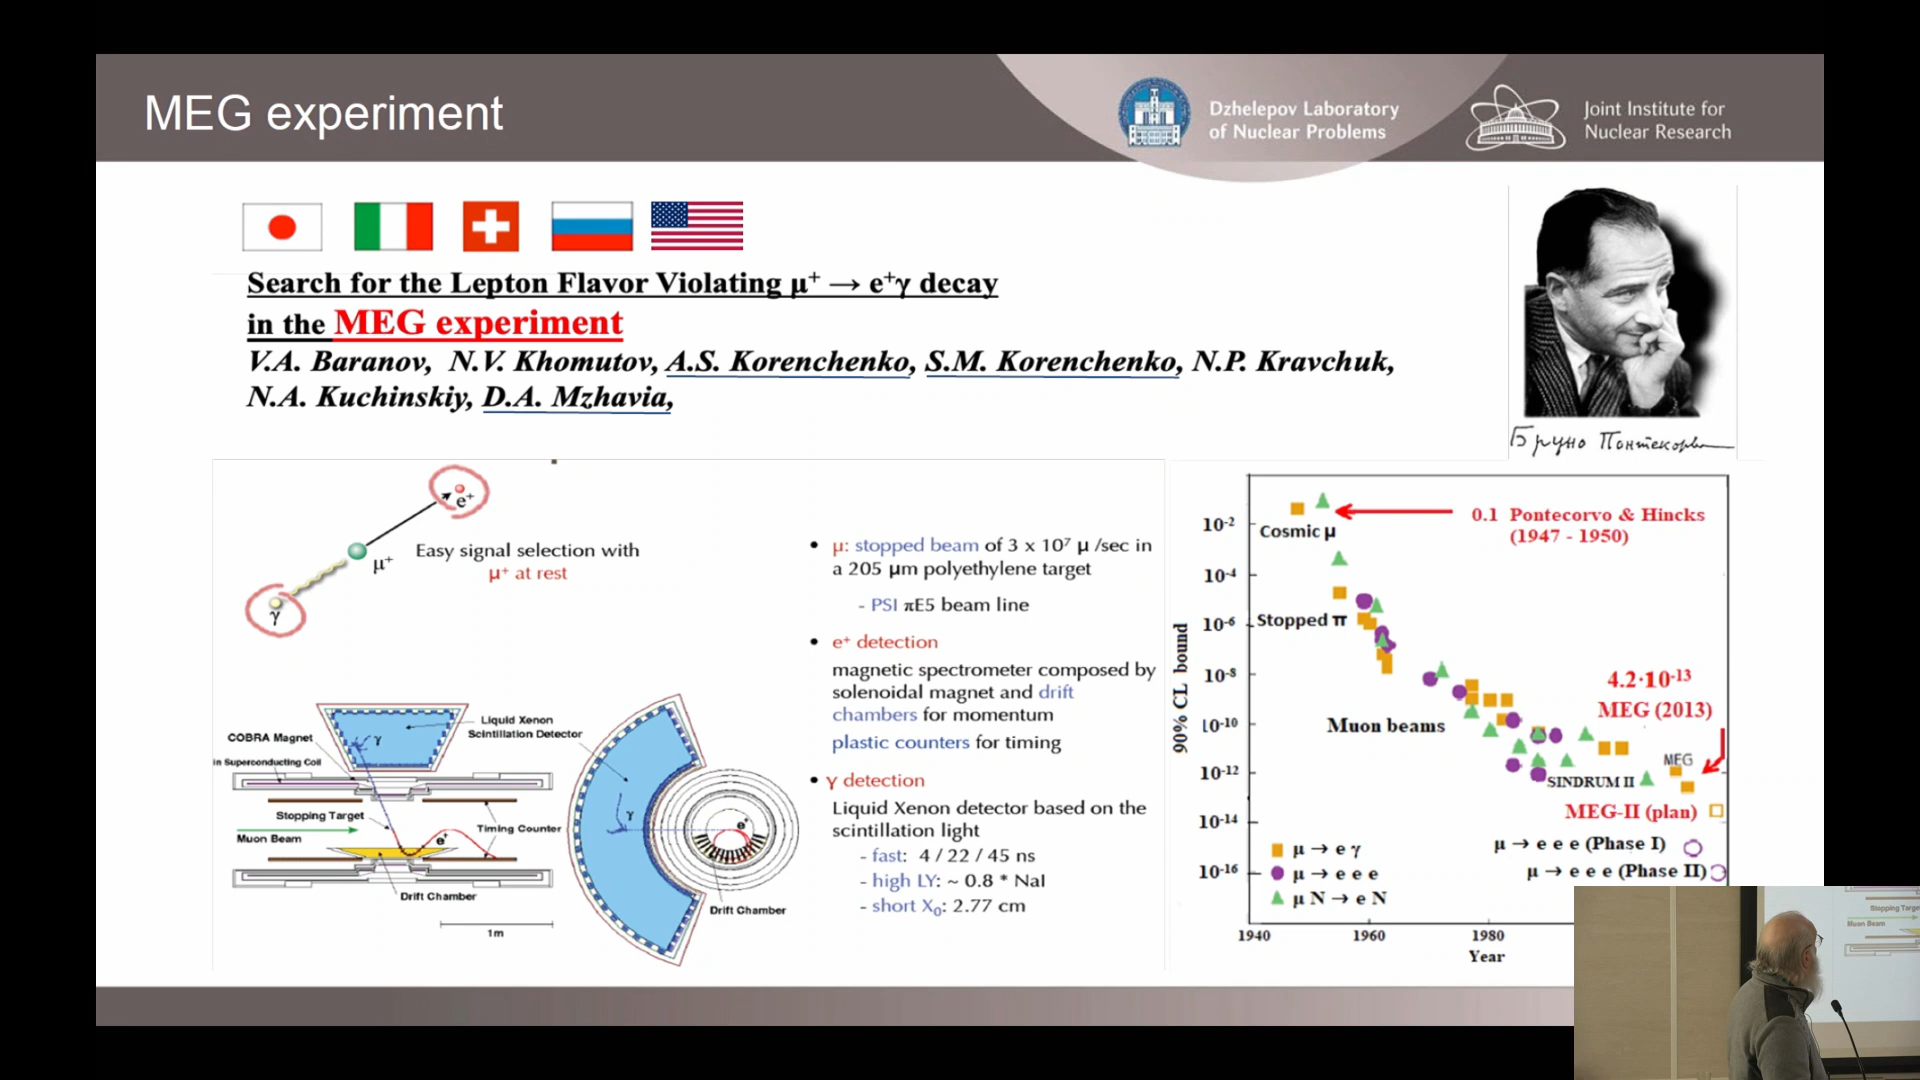 MEG experiment
Dzhelepov Laboratory
of Nuclear Problems
Joint Institute for
Nuclear Research
Search for the Lepton Flavor Violating μ⁺ → e⁺γ decay
in the MEG experiment
V.A. Baranov, N.V. Khomutov, A.S. Korenchenko, S.M. Korenchenko, N.P. Kravchuk,
N.A. Kuchinskiy, D.A. Mzhavia,
Бруно Понтекорво
e⁺
μ⁺
γ
Easy signal selection with
μ⁺ at rest
COBRA Magnet
in Superconducting Coil
Liquid Xenon
Scintillation Detector
γ
Stopping Target
Muon Beam
Timing Counter
e⁺
Drift Chamber
1m
γ
e⁺
Drift Chamber
• μ: stopped beam of 3 x 10⁷ μ /sec in
a 205 μm polyethylene target
- PSI πE5 beam line
• e⁺ detection
magnetic spectrometer composed by
solenoidal magnet and drift
chambers for momentum
plastic counters for timing
• γ detection
Liquid Xenon detector based on the
scintillation light
- fast: 4 / 22 / 45 ns
- high LY: ~ 0.8 * NaI
- short X₀: 2.77 cm
90% CL bound
10⁻²
10⁻⁴
10⁻⁶
10⁻⁸
10⁻¹⁰
10⁻¹²
10⁻¹⁴
10⁻¹⁶
Cosmic μ
0.1 Pontecorvo & Hincks
(1947 - 1950)
Stopped π
4.2·10⁻¹³
MEG (2013)
Muon beams
MEG
SINDRUM II
MEG-II (plan)
μ → e γ
μ → e e e
μ N → e N
μ → e e e (Phase I)
μ → e e e (Phase II)
1940
1960
1980
Year
Stopping Targe
Muon Beam